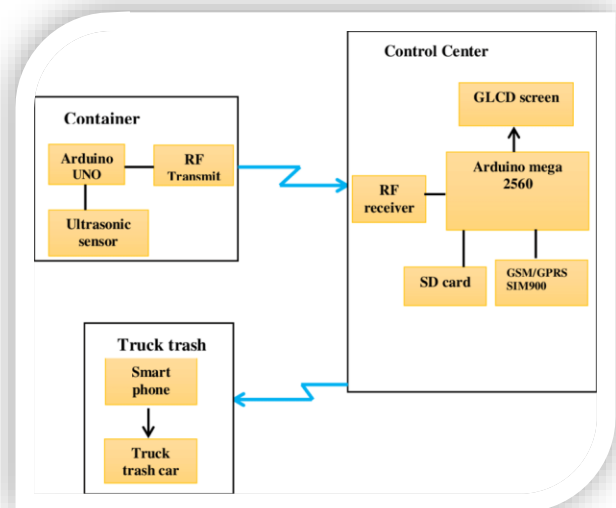 Container
Arduino
UNO
RF
Transmit
Ultrasonic
sensor
Control Center
GLCD screen
Arduino mega
2560
RF
receiver
SD card
GSM/GPRS
SIM900
Truck trash
Smart
phone
Truck
trash car